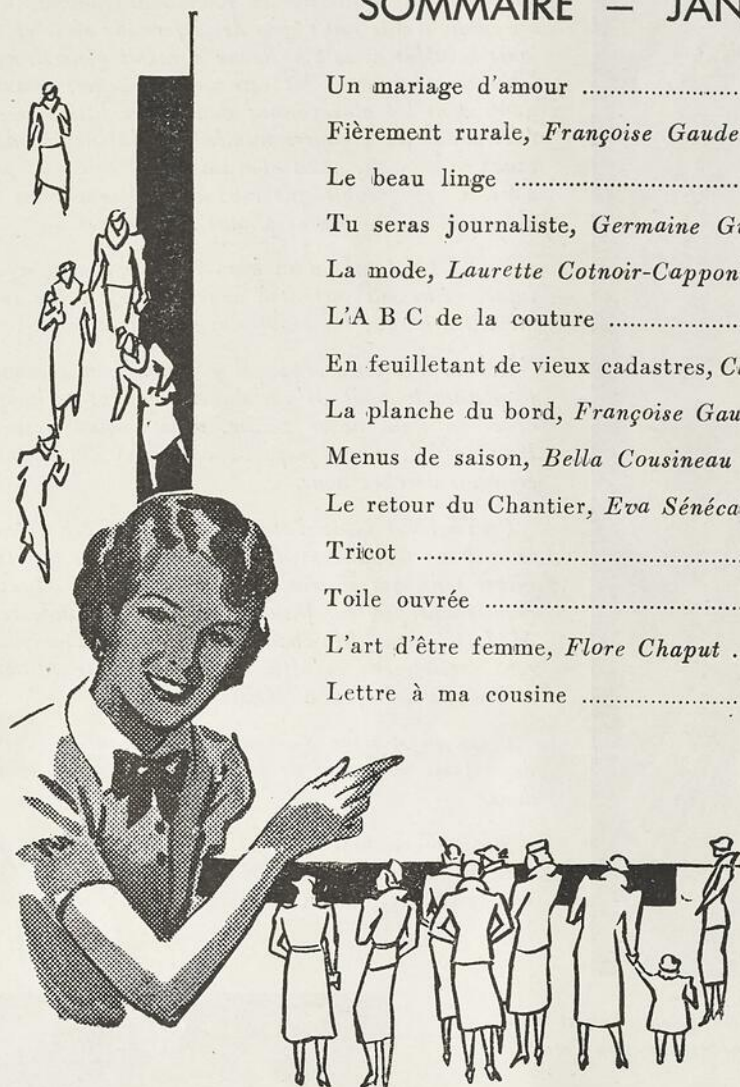 SOMMAIRE – JAN
Un mariage d'amour ........................
Fièrement rurale, Françoise Gaude
Le beau linge ..................................
Tu seras journaliste, Germaine G
La mode, Laurette Cotnoir-Cappon
L'A B C de la couture ....................
En feuilletant de vieux cadastres, C
La planche du bord, Françoise Gau
Menus de saison, Bella Cousineau
Le retour du Chantier, Eva Séneca
Tricot ..............................................
Toile ouvrée ....................................
L'art d'être femme, Flore Chaput .
Lettre à ma cousine ........................